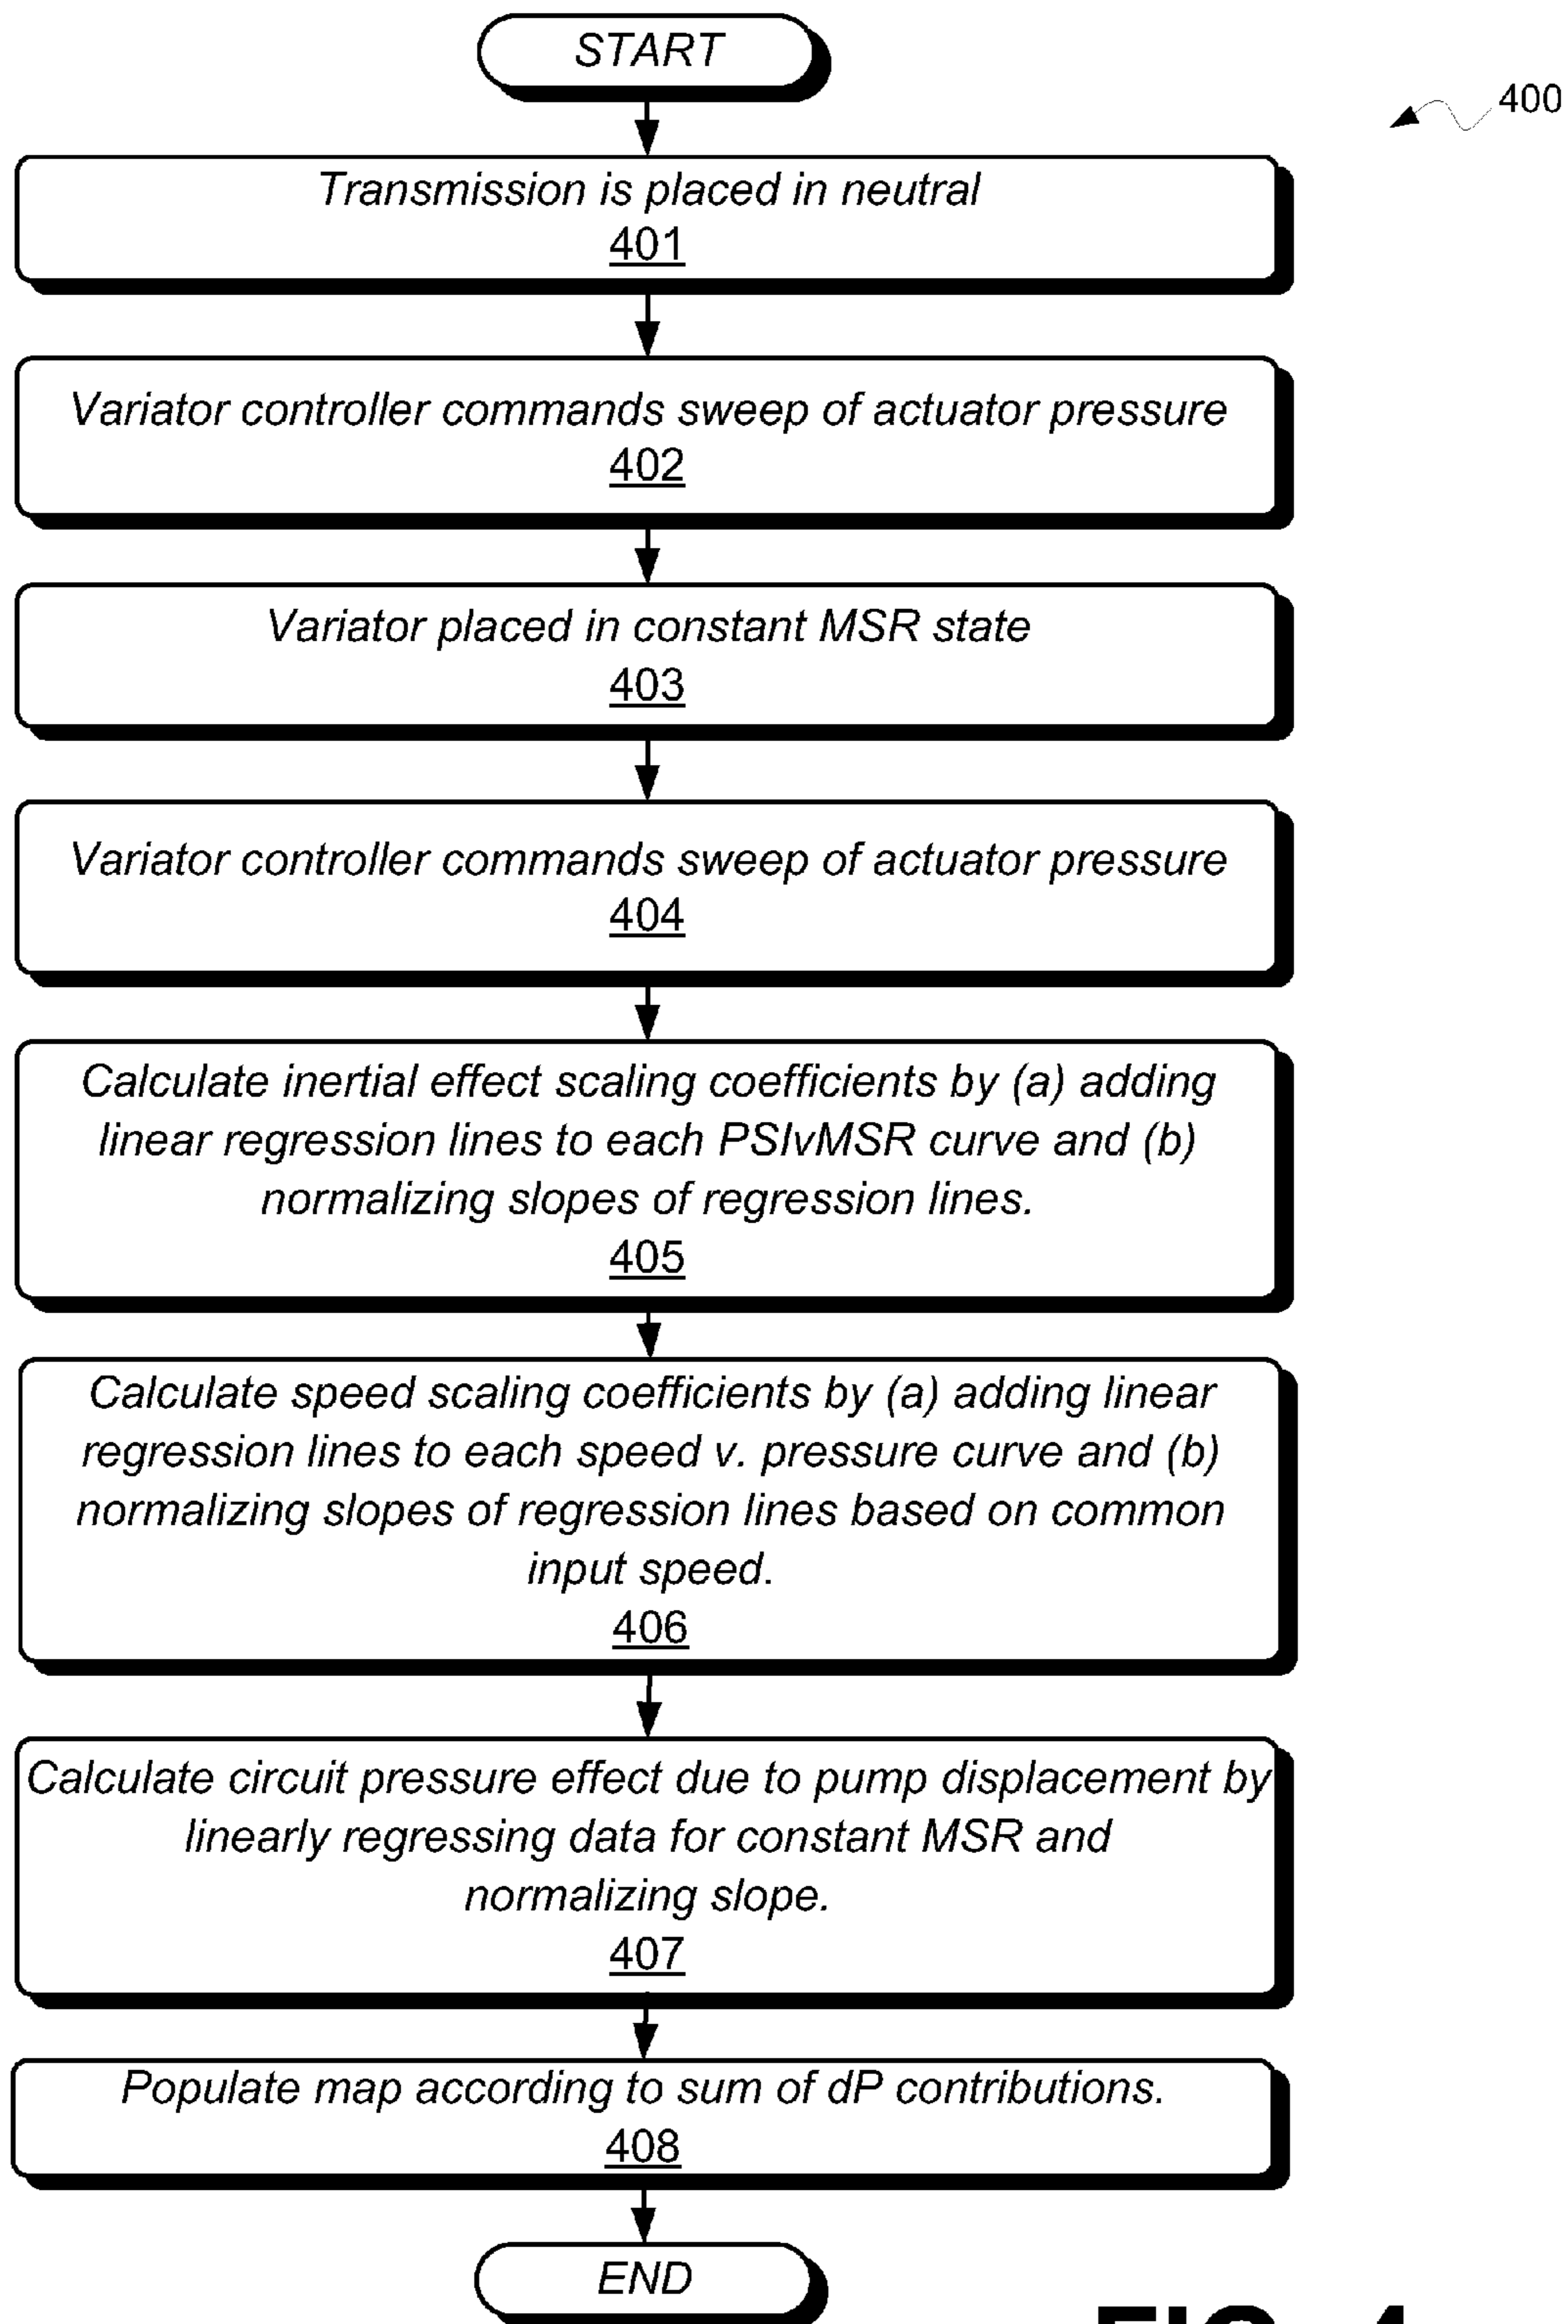 START
400
Transmission is placed in neutral
401
Variator controller commands sweep of actuator pressure
402
Variator placed in constant MSR state
403
Variator controller commands sweep of actuator pressure
404
Calculate inertial effect scaling coefficients by (a) adding
linear regression lines to each PSIvMSR curve and (b)
normalizing slopes of regression lines.
405
Calculate speed scaling coefficients by (a) adding linear
regression lines to each speed v. pressure curve and (b)
normalizing slopes of regression lines based on common
input speed.
406
Calculate circuit pressure effect due to pump displacement by
linearly regressing data for constant MSR and
normalizing slope.
407
Populate map according to sum of dP contributions.
408
END